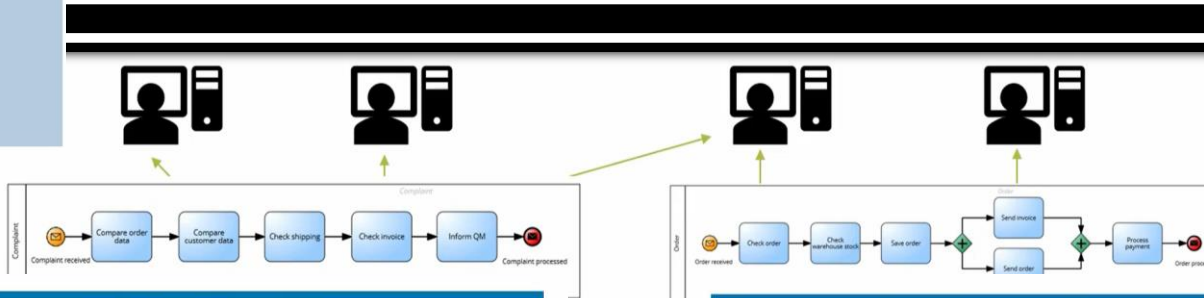 Complaint
Complaint
Compare order
data
Compare
customer data
Check shipping
Check invoice
Inform QM
Complaint received
Complaint processed
Order
Order
Check order
Check
warehouse stock
Save order
Send invoice
Send order
Process
payment
Order received